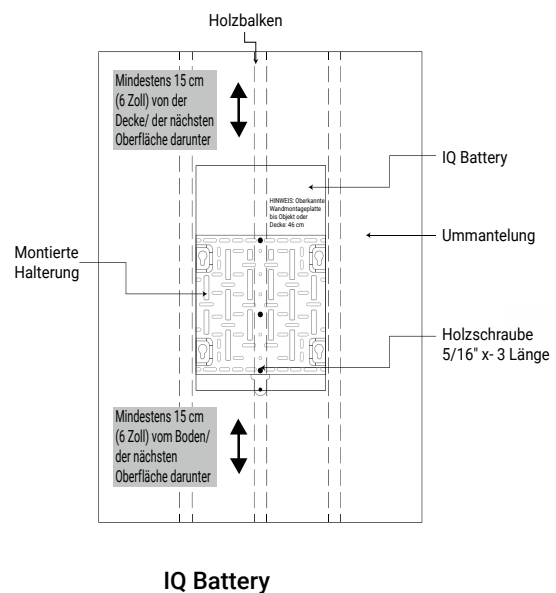 Holzbalken
Mindestens 15 cm
(6 Zoll) von der
Decke/ der nächsten
Oberfläche darunter
IQ Battery
HINWEIS: Oberkannte
Wandmontageplatte
bis Objekt oder
Decke: 46 cm
Ummantelung
Montierte
Halterung
Holzschraube
5/16" x- 3 Länge
Mindestens 15 cm
(6 Zoll) vom Boden/
der nächsten
Oberfläche darunter
IQ Battery